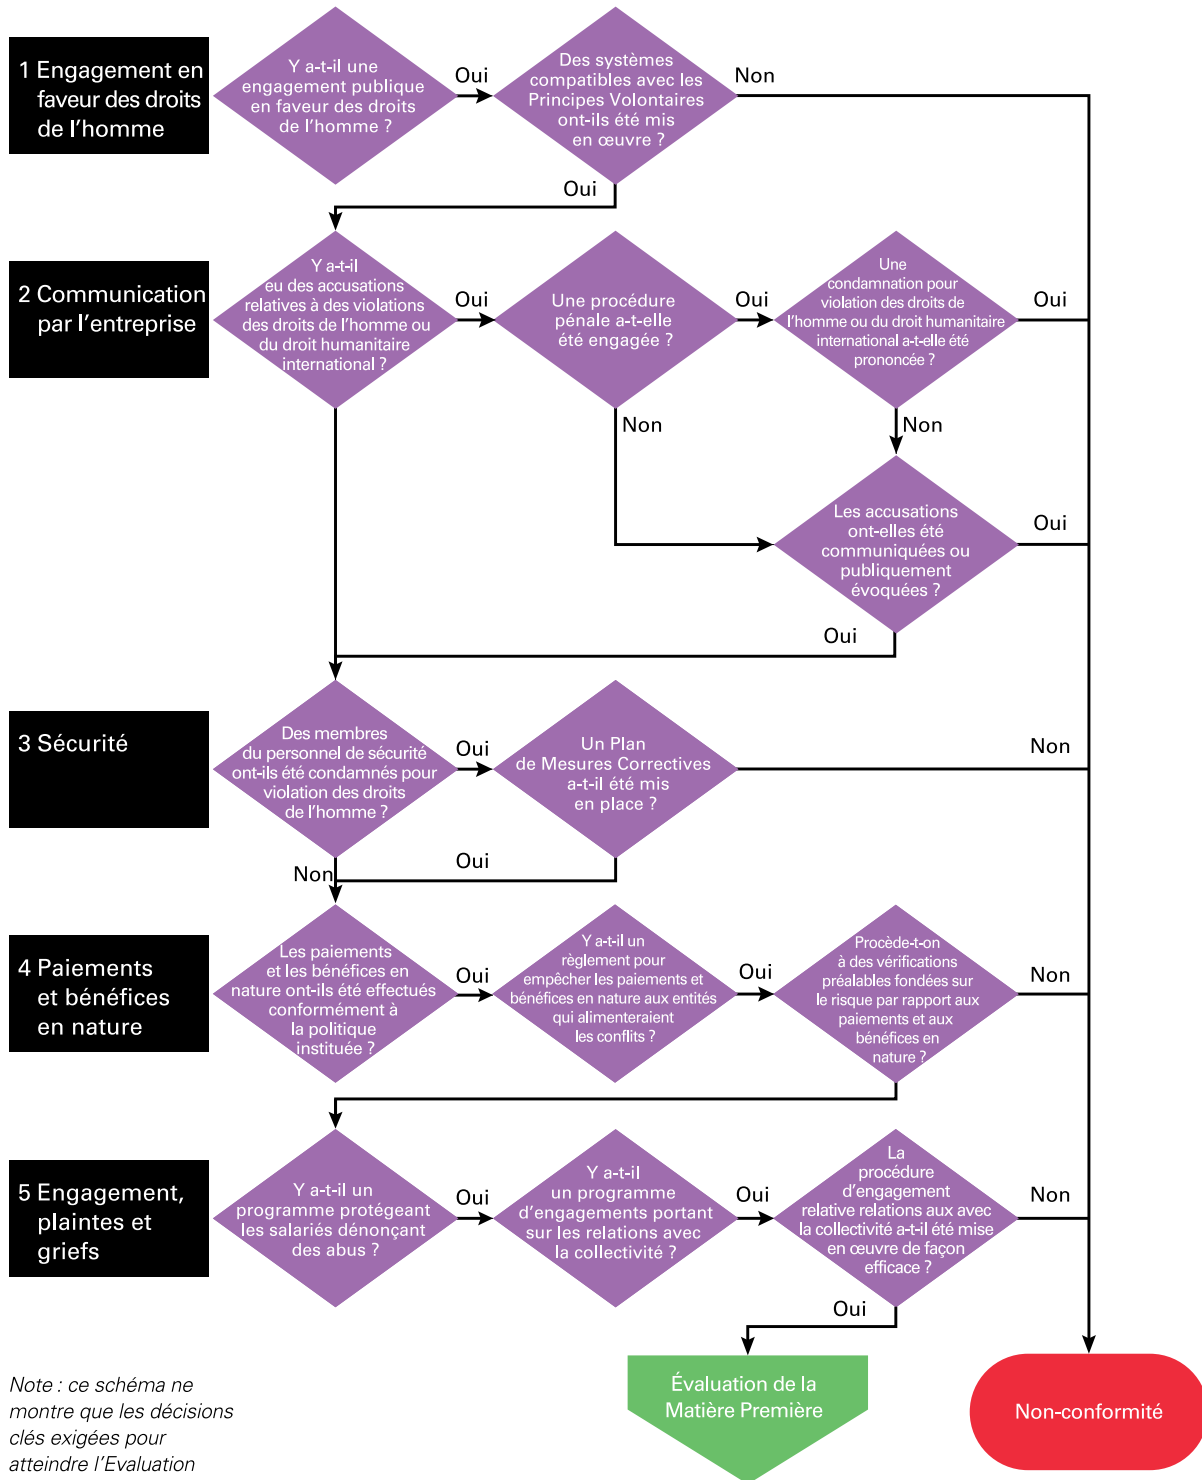 1 Engagement en
faveur des droits
de l'homme
Y a-t-il une
engagement publique
en faveur des droits
de l'homme ?
Oui
Des systèmes
compatibles avec les
Principes Volontaires
ont-ils été mis
en œuvre ?
Non
Oui
2 Communication
par l'entreprise
Y a-t-il
eu des accusations
relatives à des violations
des droits de l'homme ou
du droit humanitaire
international ?
Oui
Une procédure
pénale a-t-elle
été engagée ?
Oui
Une
condamnation pour
violation des droits de
l'homme ou du droit humanitaire
international a-t-elle été
prononcée ?
Oui
Non
Non
Les accusations
ont-elles été
communiquées ou
publiquement
évoquées ?
Oui
Oui
3 Sécurité
Des membres
du personnel de sécurité
ont-ils été condamnés pour
violation des droits
de l'homme ?
Oui
Un Plan
de Mesures Correctives
a-t-il été mis
en place ?
Non
Non
Oui
4 Paiements
et bénéfices
en nature
Les paiements
et les bénéfices en
nature ont-ils été effectués
conformément à
la politique
instituée ?
Oui
Y a-t-il un
règlement pour
empêcher les paiements et
bénéfices en nature aux entités
qui alimenteraient
les conflits ?
Oui
Procède-t-on
à des vérifications
préalables fondées sur
le risque par rapport aux
paiements et aux
bénéfices en
nature ?
Non
5 Engagement,
plaintes et
griefs
Y a-t-il un
programme protégeant
les salariés dénonçant
des abus ?
Oui
Y a-t-il
un programme
d'engagements portant
sur les relations avec
la collectivité ?
Oui
La
procédure
d'engagement
relative relations aux avec
la collectivité a-t-il été mise
en œuvre de façon
efficace ?
Non
Oui
Évaluation de la
Matière Première
Non-conformité
Note : ce schéma ne
montre que les décisions
clés exigées pour
atteindre l'Evaluation